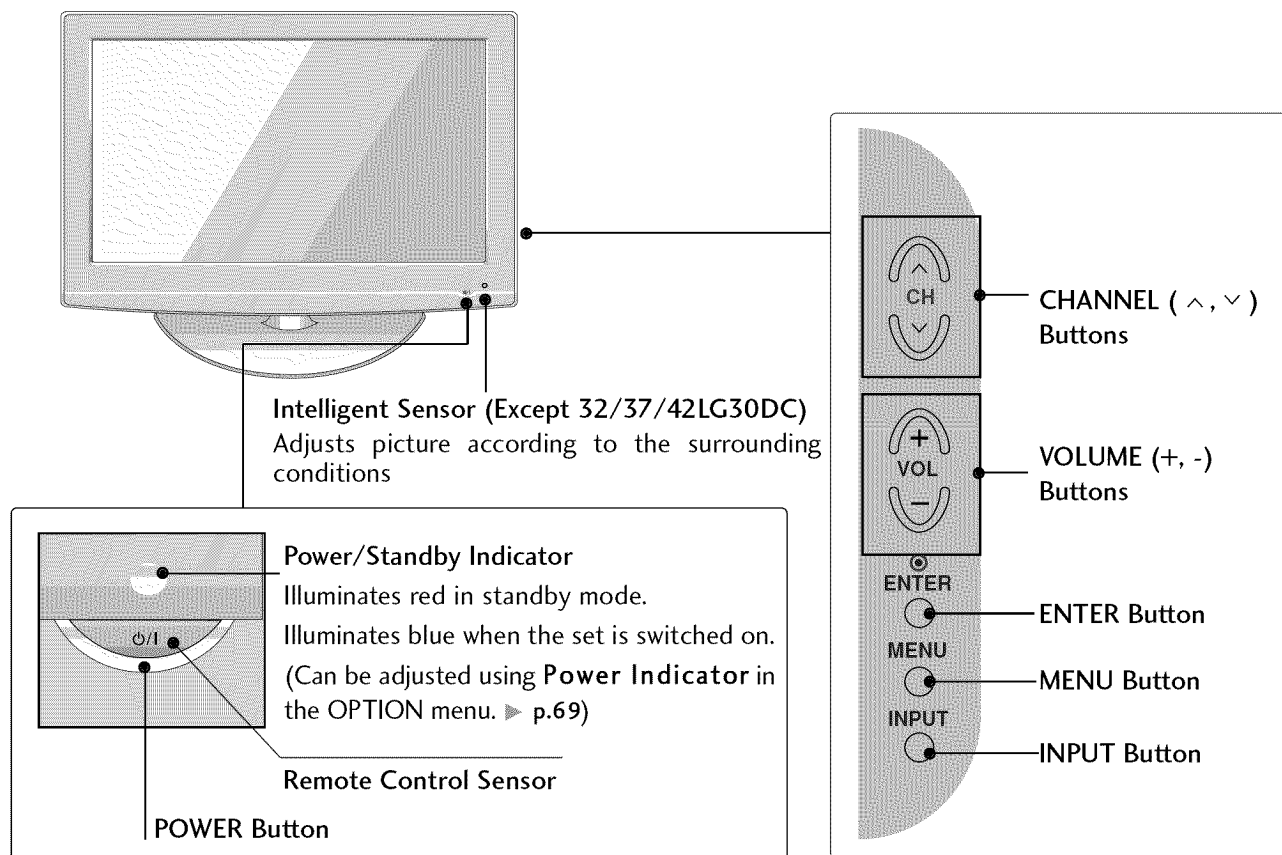 Intelligent Sensor (Except 32/37/42LG30DC)
Adjusts picture according to the surrounding
conditions
Power/Standby Indicator
Illuminates red in standby mode.
Illuminates blue when the set is switched on.
(Can be adjusted using Power Indicator in
the OPTION menu. ▶ p.69)
⏻/I
Remote Control Sensor
POWER Button
CH
CHANNEL (∧, ∨)
Buttons
+
VOL
−
VOLUME (+, -)
Buttons
ENTER
ENTER Button
MENU
MENU Button
INPUT
INPUT Button